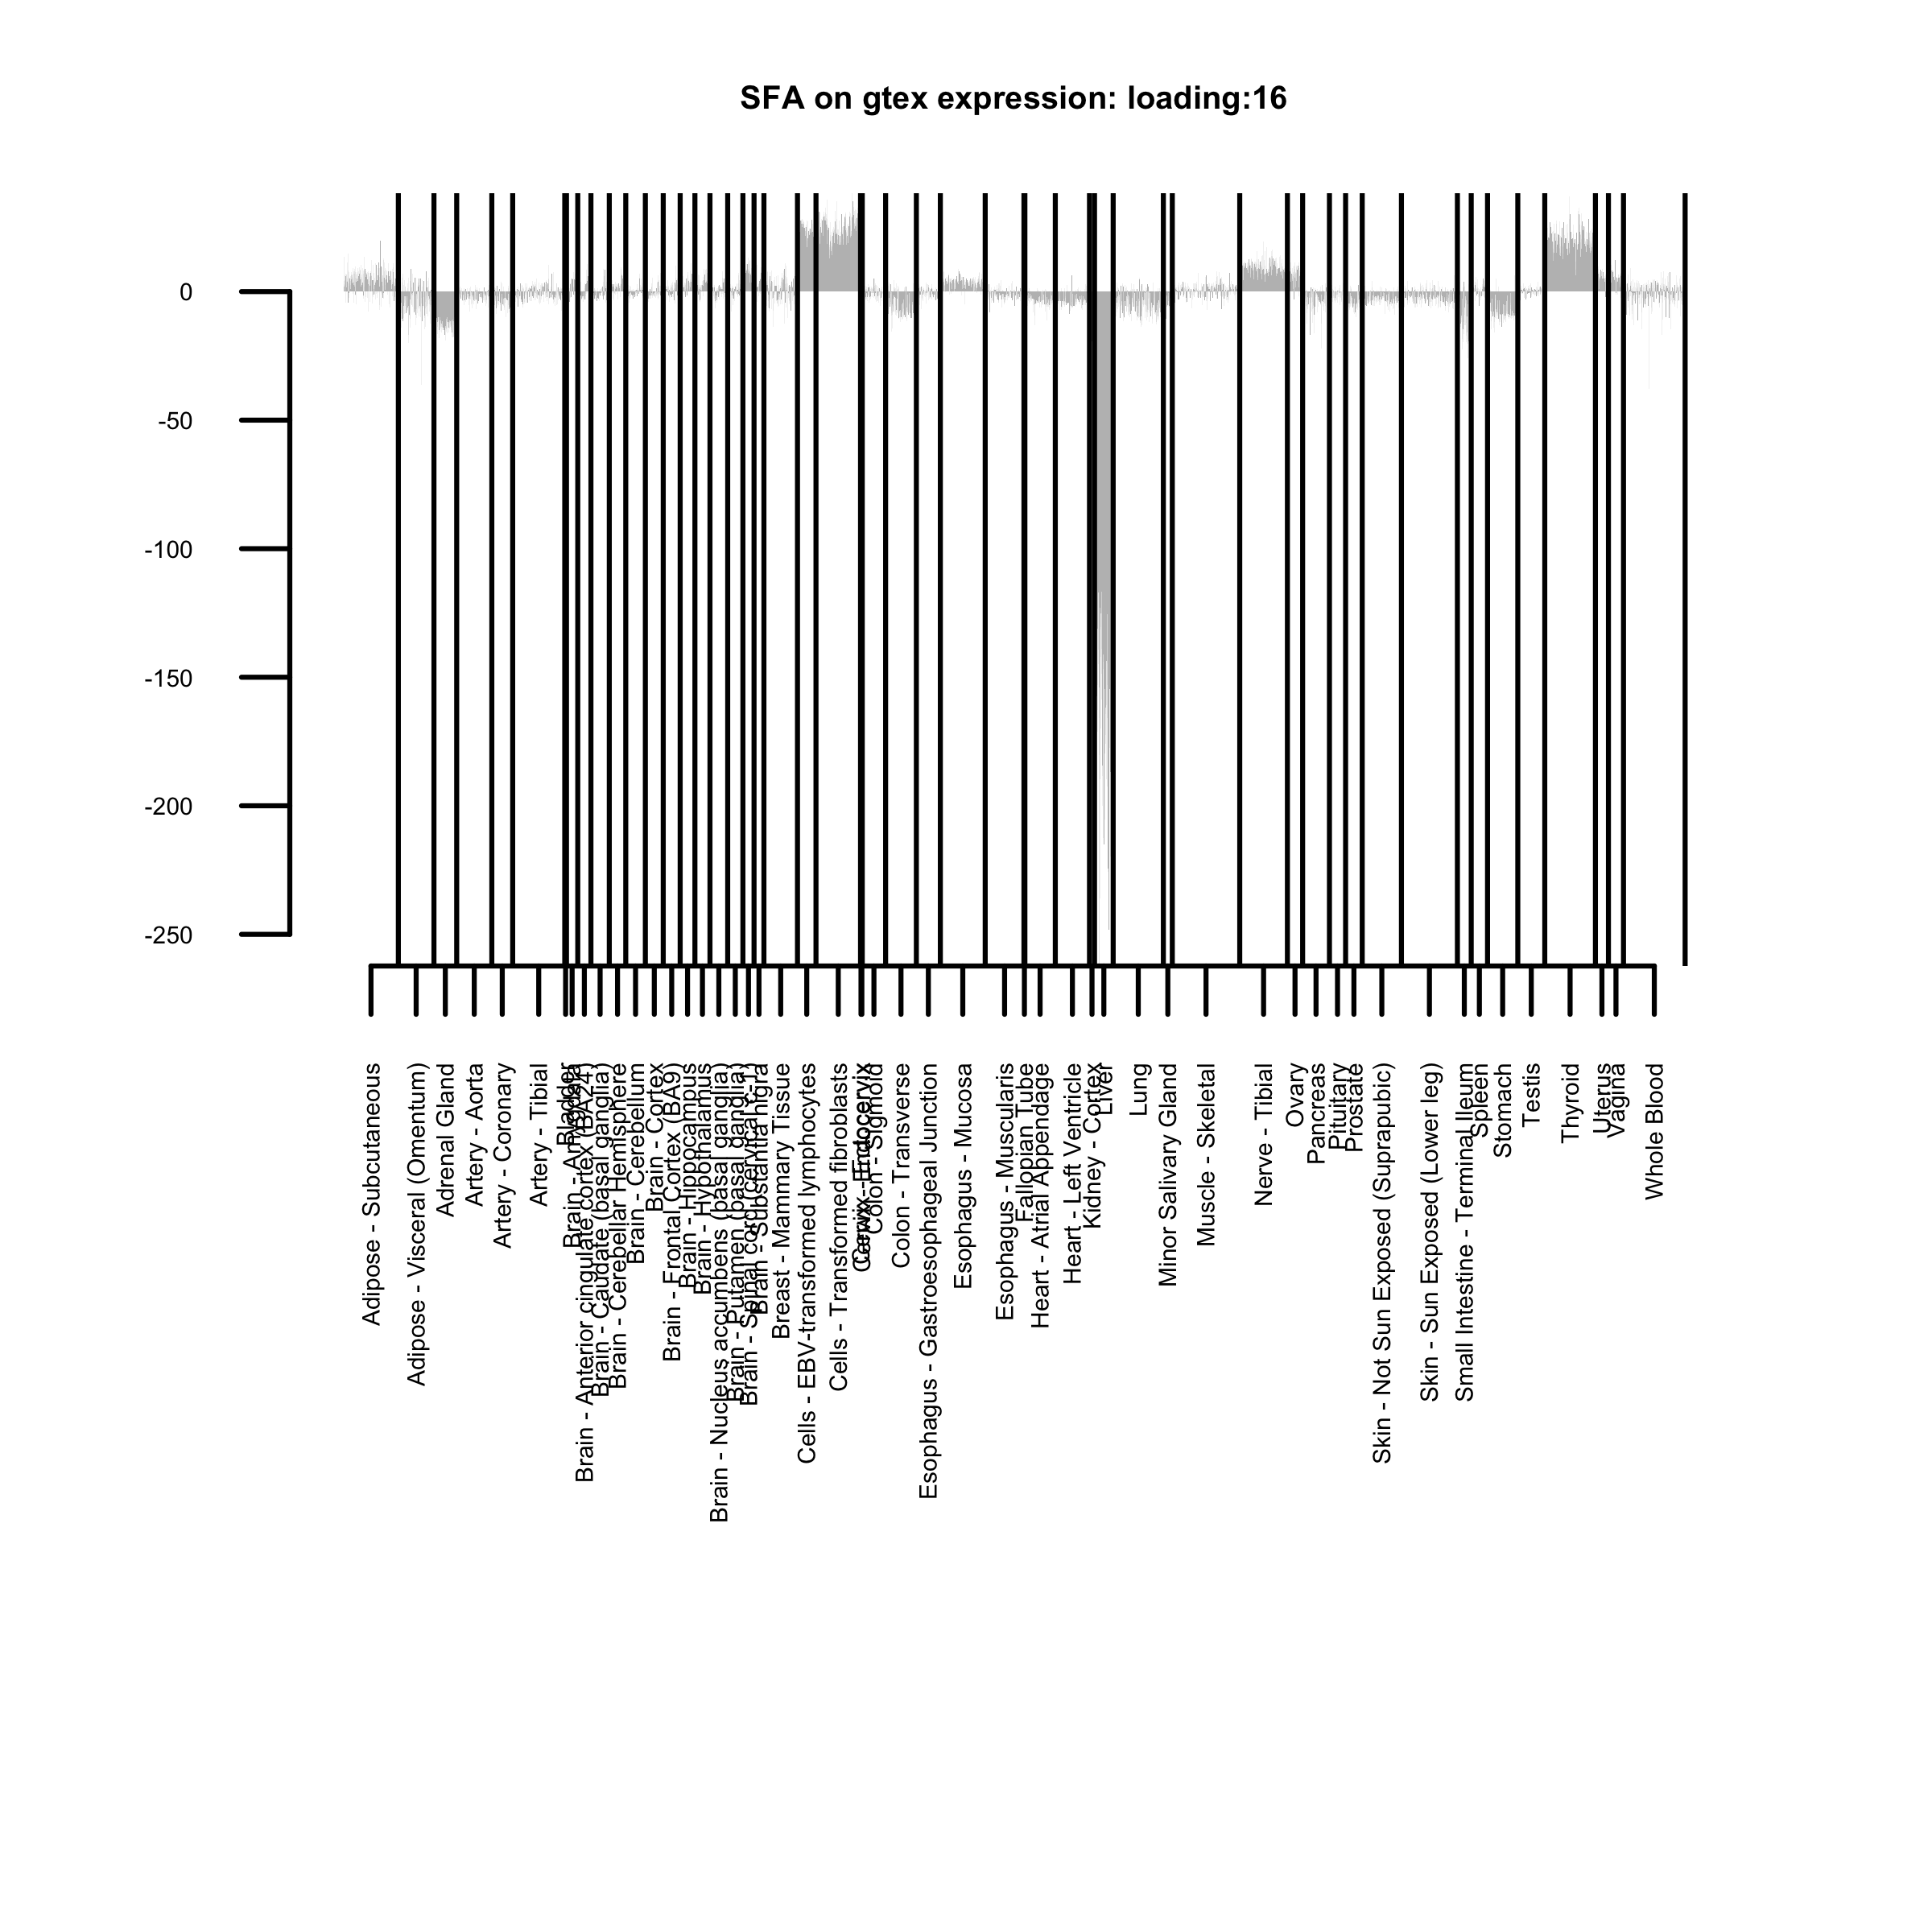 SFA on gtex expression: loading:16
0
-50
-100
-150
-200
-250
Adipose - Subcutaneous
Adipose - Visceral (Omentum)
Adrenal Gland
Artery - Aorta
Artery - Coronary
Artery - Tibial
Bladder
Brain - Amygdala
Brain - Anterior cingulate cortex (BA24)
Brain - Caudate (basal ganglia)
Brain - Cerebellar Hemisphere
Brain - Cerebellum
Brain - Cortex
Brain - Frontal Cortex (BA9)
Brain - Hippocampus
Brain - Hypothalamus
Brain - Nucleus accumbens (basal ganglia)
Brain - Putamen (basal ganglia)
Brain - Spinal cord (cervical c-1)
Brain - Substantia nigra
Breast - Mammary Tissue
Cells - EBV-transformed lymphocytes
Cells - Transformed fibroblasts
Cervix - Endocervix
Colon - Sigmoid
Colon - Transverse
Esophagus - Gastroesophageal Junction
Esophagus - Mucosa
Esophagus - Muscularis
Fallopian Tube
Heart - Atrial Appendage
Heart - Left Ventricle
Kidney - Cortex
Liver
Lung
Minor Salivary Gland
Muscle - Skeletal
Nerve - Tibial
Ovary
Pancreas
Pituitary
Prostate
Skin - Not Sun Exposed (Suprapubic)
Skin - Sun Exposed (Lower leg)
Small Intestine - Terminal Ileum
Spleen
Stomach
Testis
Thyroid
Uterus
Vagina
Whole Blood